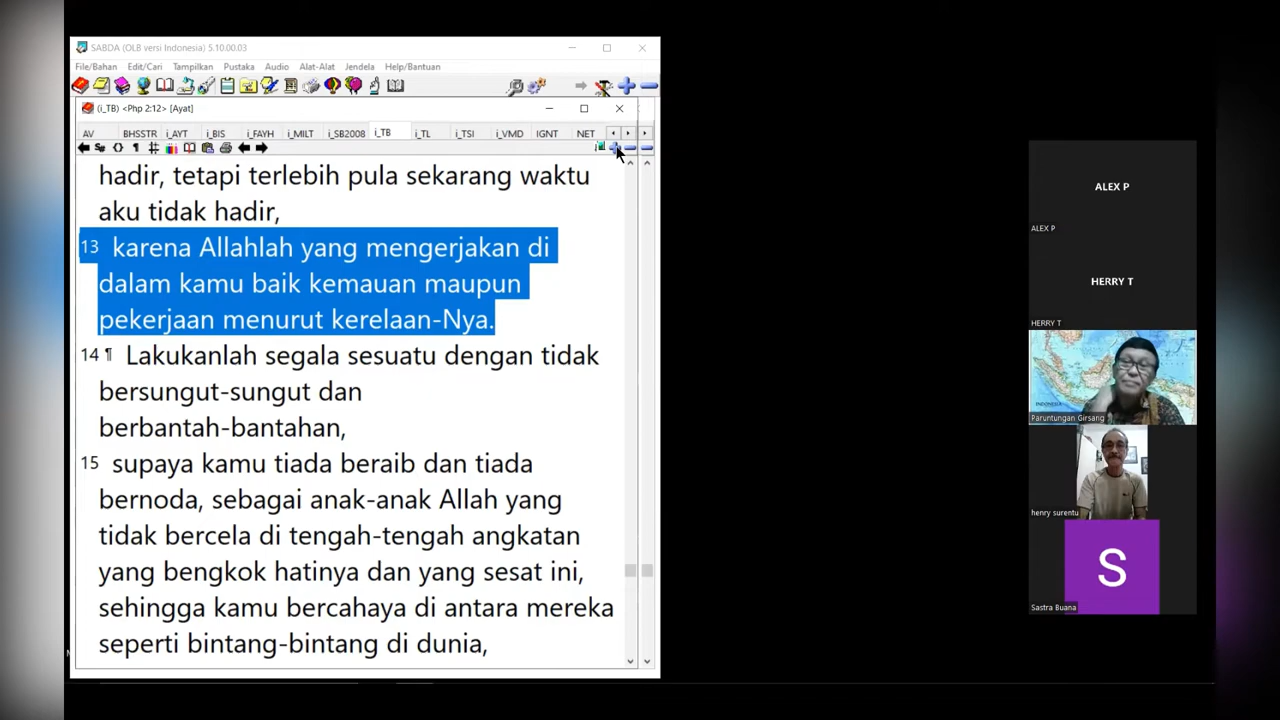 SABDA (OLB versi Indonesia) 5.10.00.03
File/Bahan Edit/Cari Tampilkan Pustaka Audio Alat-Alat Jendela Help/Bantuan
(i_TB) <Php 2:12> [Ayat]
AV BHSSTR i_AYT i_BIS i_FAYH i_MILT i_SB2008 i_TB i_TL i_TSI i_VMD IGNT NET
hadir, tetapi terlebih pula sekarang waktu
aku tidak hadir,
13 karena Allahlah yang mengerjakan di
dalam kamu baik kemauan maupun
pekerjaan menurut kerelaan-Nya.
14 ¶ Lakukanlah segala sesuatu dengan tidak
bersungut-sungut dan
berbantah-bantahan,
15 supaya kamu tiada beraib dan tiada
bernoda, sebagai anak-anak Allah yang
tidak bercela di tengah-tengah angkatan
yang bengkok hatinya dan yang sesat ini,
sehingga kamu bercahaya di antara mereka
seperti bintang-bintang di dunia,
ALEX P
ALEX P
HERRY T
HERRY T
INDONESIA
Paruntungan Girsang
henry surentu
S
Sastra Buana